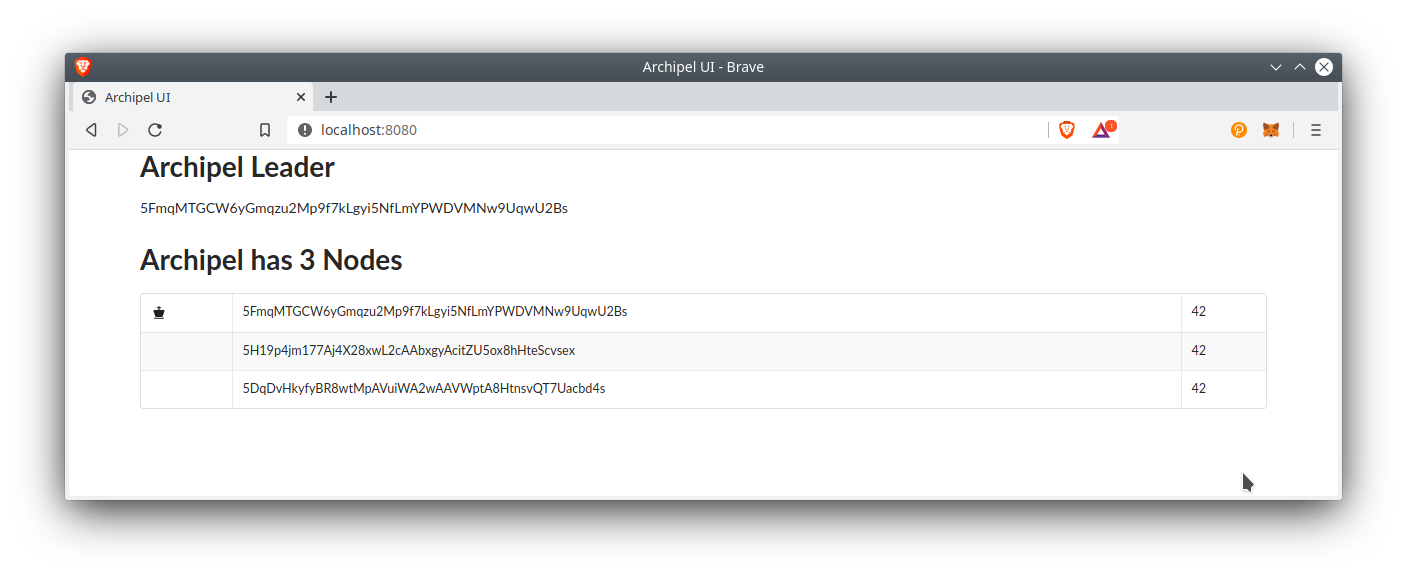 Archipel UI - Brave
Archipel UI
localhost:8080
Archipel Leader
5FmqMTGCW6yGmqzu2Mp9f7kLgyi5NfLmYPWDVMNw9UqwU2Bs
Archipel has 3 Nodes
5FmqMTGCW6yGmqzu2Mp9f7kLgyi5NfLmYPWDVMNw9UqwU2Bs 42
5H19p4jm177Aj4X28xwL2cAAbxgyAcitZU5ox8hHteScvsex 42
5DqDvHkyfyBR8wtMpAVuiWA2wAAVWptA8HtnsvQT7Uacbd4s 42